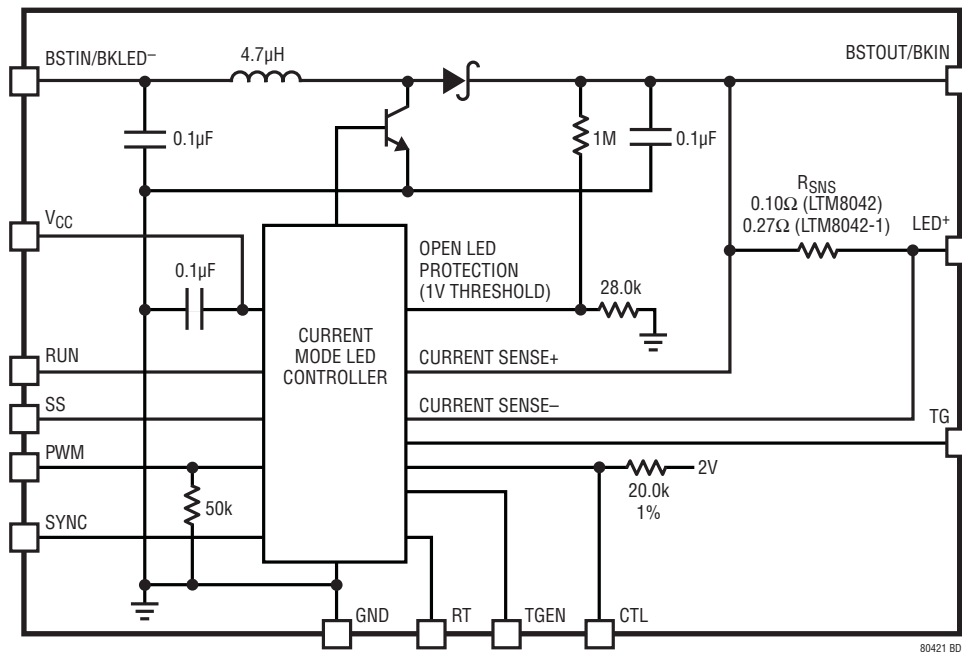 BSTIN/BKLED–
4.7µH
BSTOUT/BKIN
0.1µF
1M
0.1µF
RSNS
0.10Ω (LTM8042)
0.27Ω (LTM8042-1)
LED+
VCC
0.1µF
OPEN LED
PROTECTION
(1V THRESHOLD)
28.0k
CURRENT
MODE LED
CONTROLLER
RUN
CURRENT SENSE+
SS
CURRENT SENSE–
TG
PWM
2V
20.0k
1%
50k
SYNC
GND
RT
TGEN
CTL
80421 BD